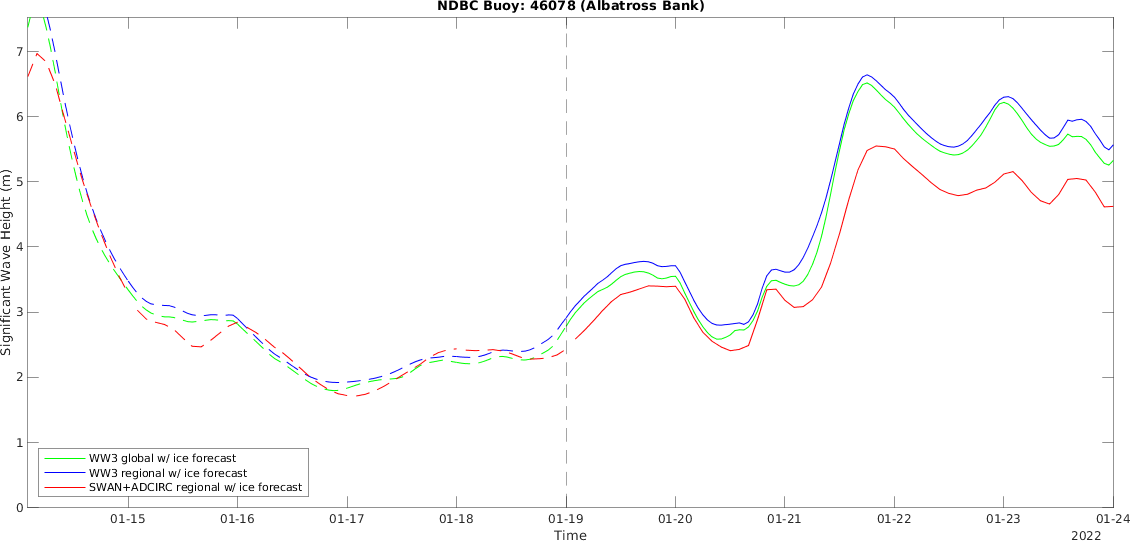 NDBC Buoy: 46078 (Albatross Bank)
Significant Wave Height (m)
7
6
5
4
3
2
1
0
WW3 global w/ ice forecast
WW3 regional w/ ice forecast
SWAN+ADCIRC regional w/ ice forecast
01-15 01-16 01-17 01-18 01-19 01-20 01-21 01-22 01-23 01-24
Time
2022